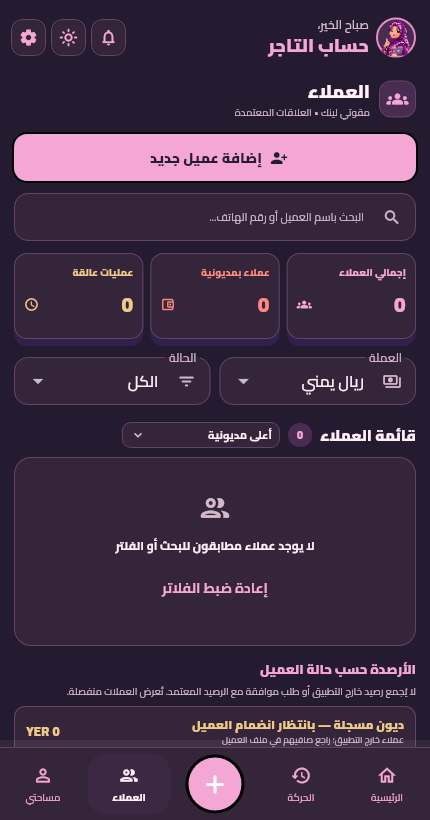 صباح الخير،
حساب التاجر
العملاء
مقوتي لينك • العلاقات المعتمدة
إضافة عميل جديد
البحث باسم العميل أو رقم الهاتف...
إجمالي العملاء
0
عملاء بمديونية
0
عمليات عالقة
0
العملة
ريال يمني
الحالة
الكل
قائمة العملاء
0
أعلى مديونية
لا يوجد عملاء مطابقون للبحث أو الفلتر
إعادة ضبط الفلاتر
الأرصدة حسب حالة العميل
لا يُجمع رصيد خارج التطبيق أو طلب موافقة مع الرصيد المعتمد. تُعرض العملات منفصلة.
ديون مسجلة — بانتظار انضمام العميل
YER 0
عملاء خارج التطبيق؛ راجع صافيهم في ملف العميل
الرئيسية
الحركة
العملاء
مساحتي